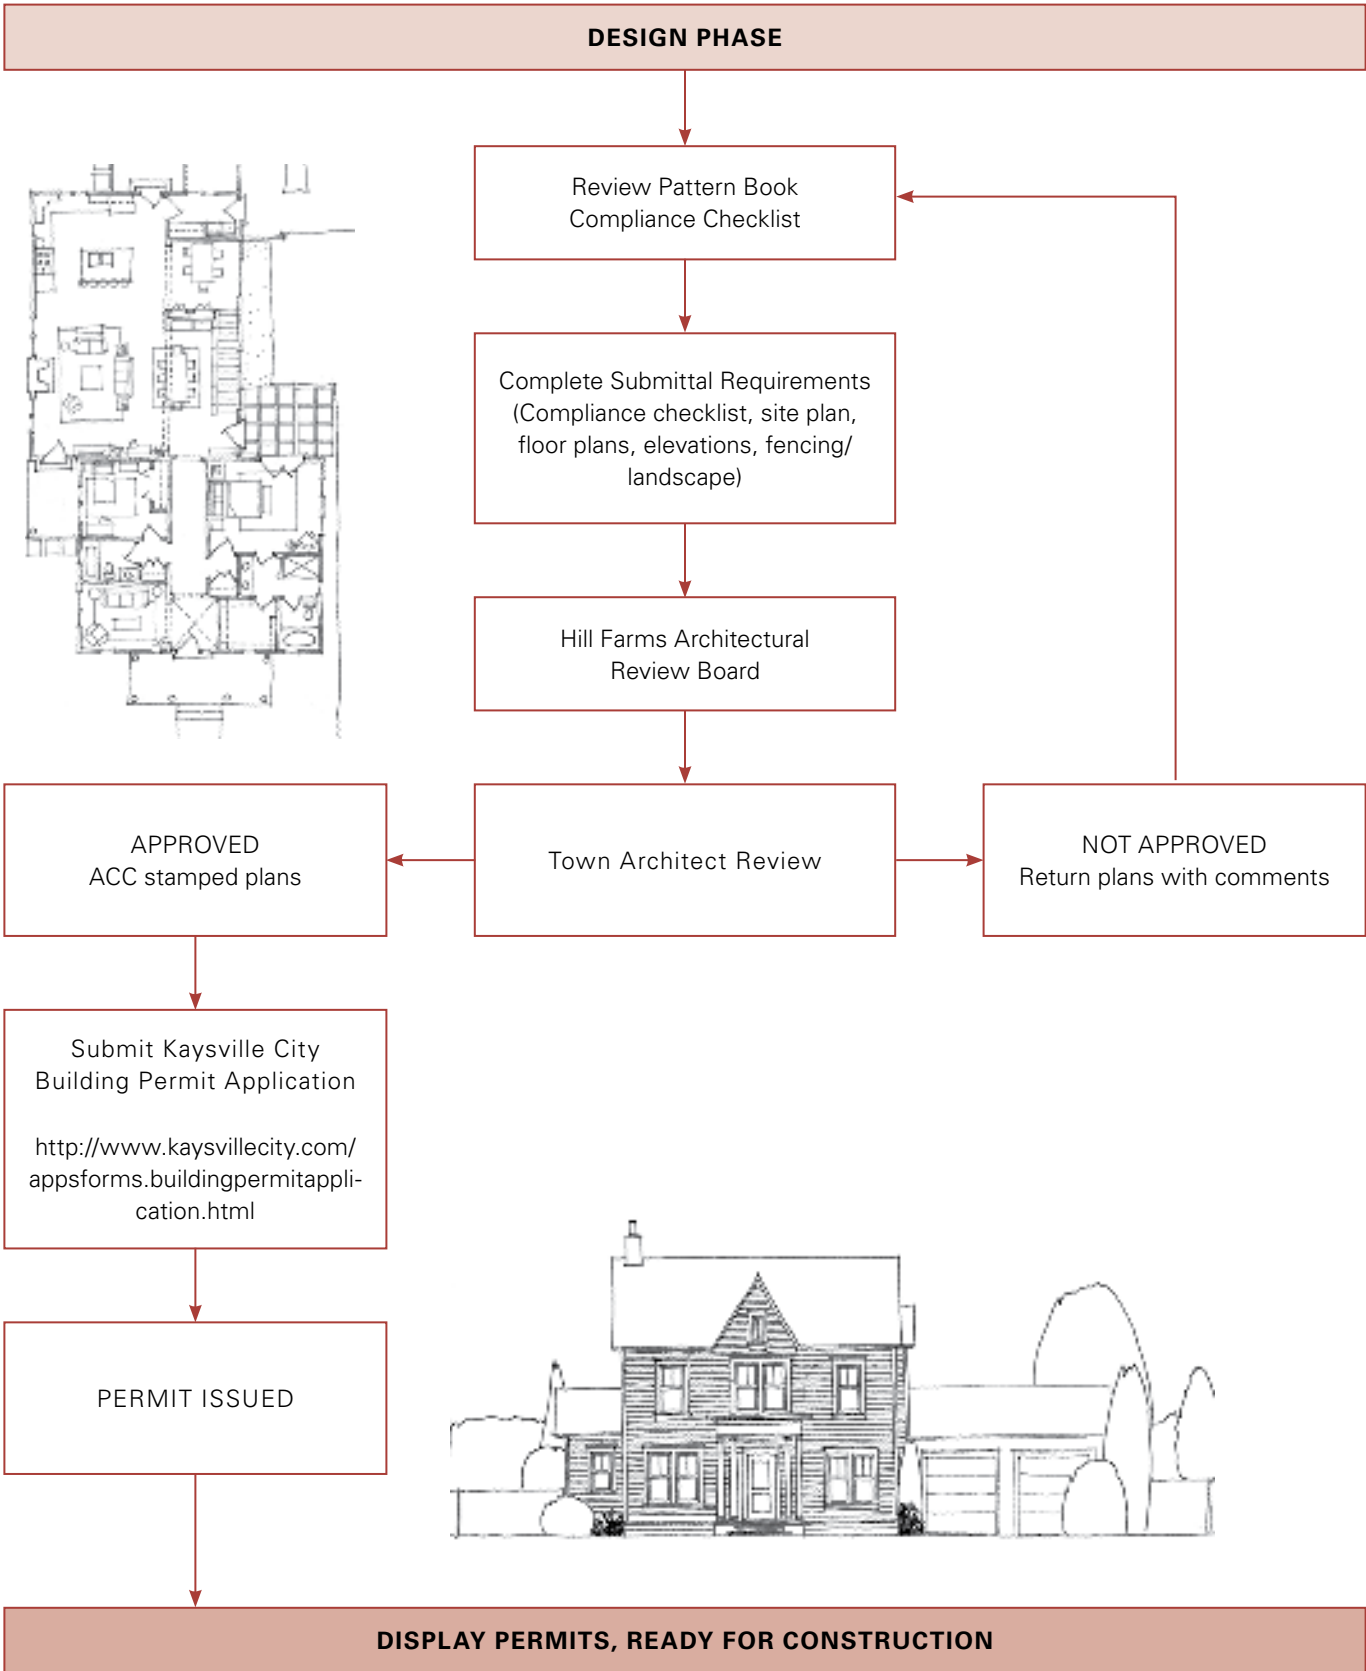 DESIGN PHASE
Review Pattern Book
Compliance Checklist
Complete Submittal Requirements
(Compliance checklist, site plan,
floor plans, elevations, fencing/
landscape)
Hill Farms Architectural
Review Board
APPROVED
ACC stamped plans
Town Architect Review
NOT APPROVED
Return plans with comments
Submit Kaysville City
Building Permit Application
http://www.kaysvillecity.com/
appsforms.buildingpermitappli-
cation.html
PERMIT ISSUED
DISPLAY PERMITS, READY FOR CONSTRUCTION